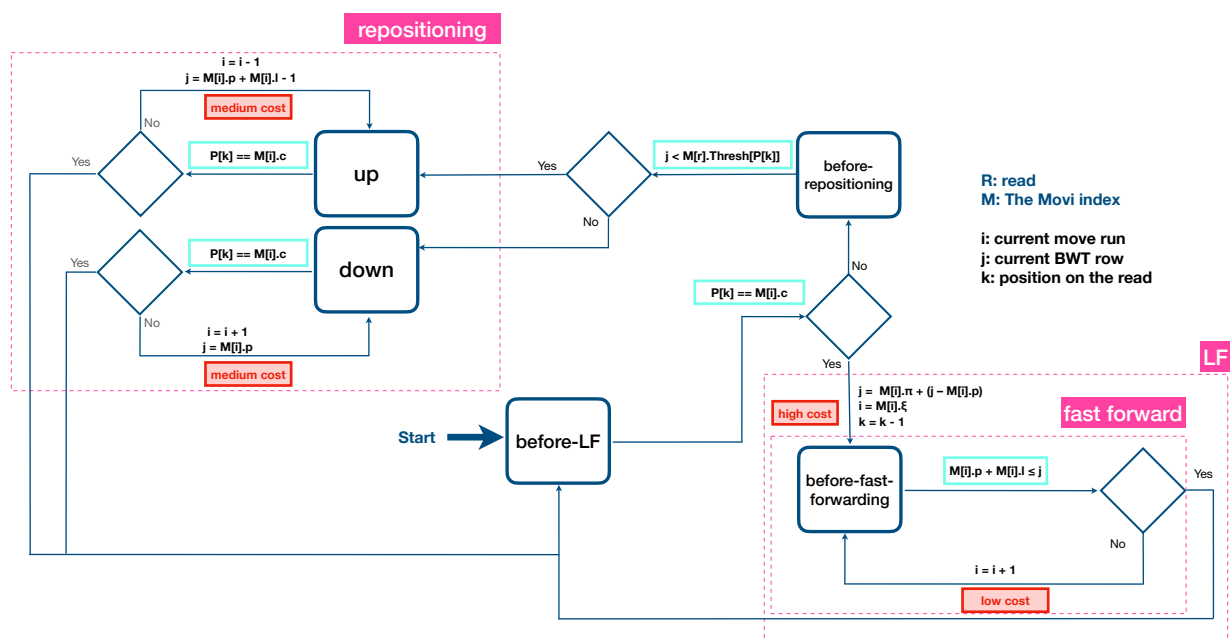 repositioning
i = i - 1
j = M[i].p + M[i].l - 1
medium cost
No
Yes
P[k] == M[i].c
up
Yes
j < M[r].Thresh[P[k]]
before-
repositioning
R: read
M: The Movi index
i: current move run
j: current BWT row
k: position on the read
No
Yes
P[k] == M[i].c
down
No
i = i + 1
j = M[i].p
medium cost
No
P[k] == M[i].c
Yes
LF
j = M[i].π + (j – M[i].p)
i = M[i].ξ
k = k - 1
high cost
fast forward
Start
before-LF
before-fast-
forwarding
M[i].p + M[i].l ≤ j
Yes
No
i = i + 1
low cost